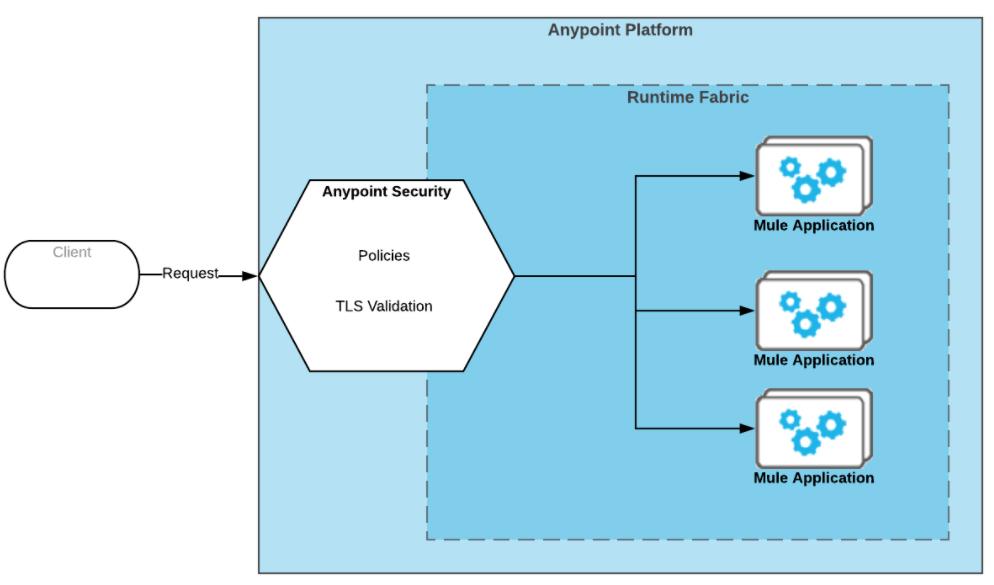 Anypoint Platform
Runtime Fabric
Anypoint Security
Policies
TLS Validation
Client
Request
Mule Application
Mule Application
Mule Application